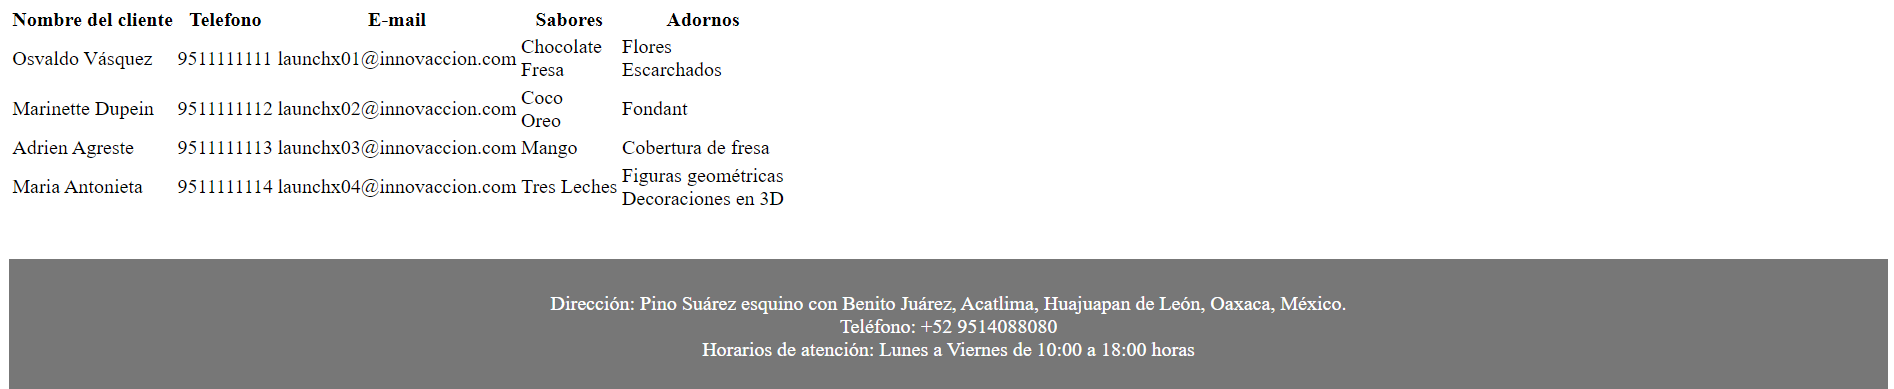 Nombre del cliente Telefono E-mail Sabores Adornos
Osvaldo Vásquez 9511111111 launchx01@innovaccion.com Chocolate Flores
Fresa Escarchados
Marinette Dupein 9511111112 launchx02@innovaccion.com Coco Fondant
Oreo
Adrien Agreste 9511111113 launchx03@innovaccion.com Mango Cobertura de fresa
Maria Antonieta 9511111114 launchx04@innovaccion.com Tres Leches Figuras geométricas
Decoraciones en 3D
Dirección: Pino Suárez esquino con Benito Juárez, Acatlima, Huajuapan de León, Oaxaca, México.
Teléfono: +52 9514088080
Horarios de atención: Lunes a Viernes de 10:00 a 18:00 horas